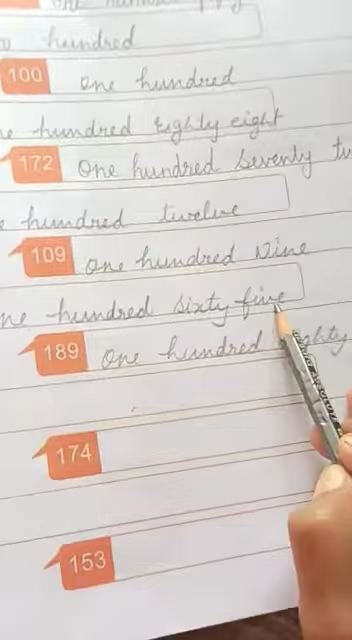 hundred
100 one hundred
hundred eighty eight
172 one hundred seventy
hundred twelve
109 one hundred Nine
hundred sixty five
189 one hundred
174
153